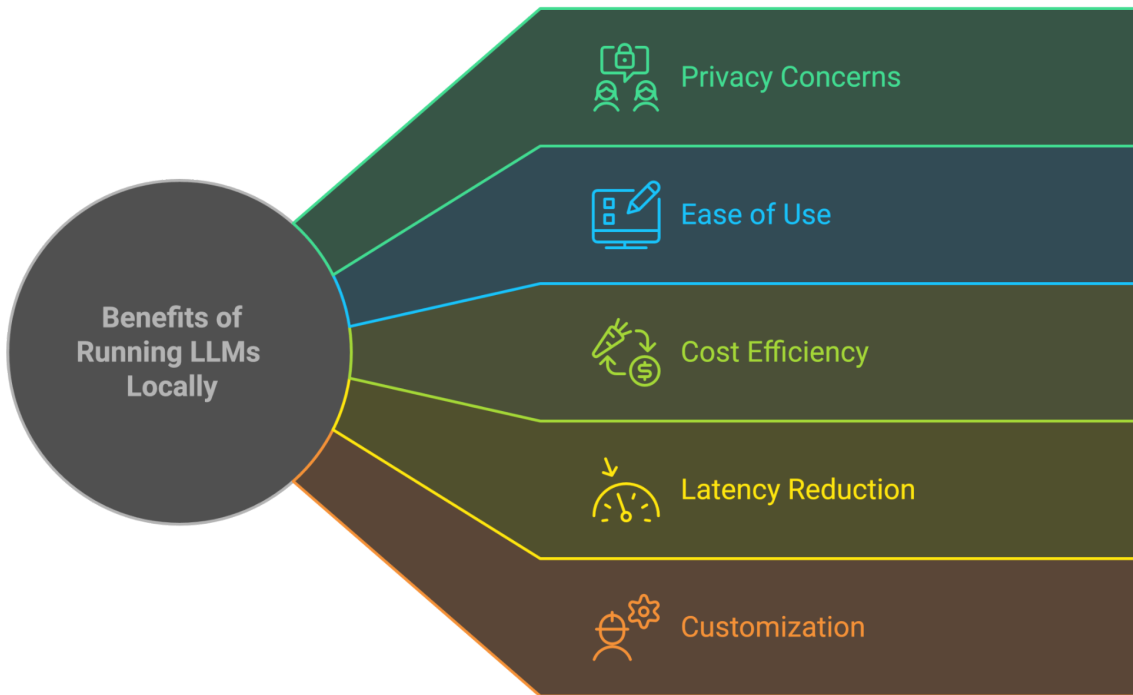 Benefits of
Running LLMs
Locally
Privacy Concerns
Ease of Use
Cost Efficiency
$
Latency Reduction
Customization